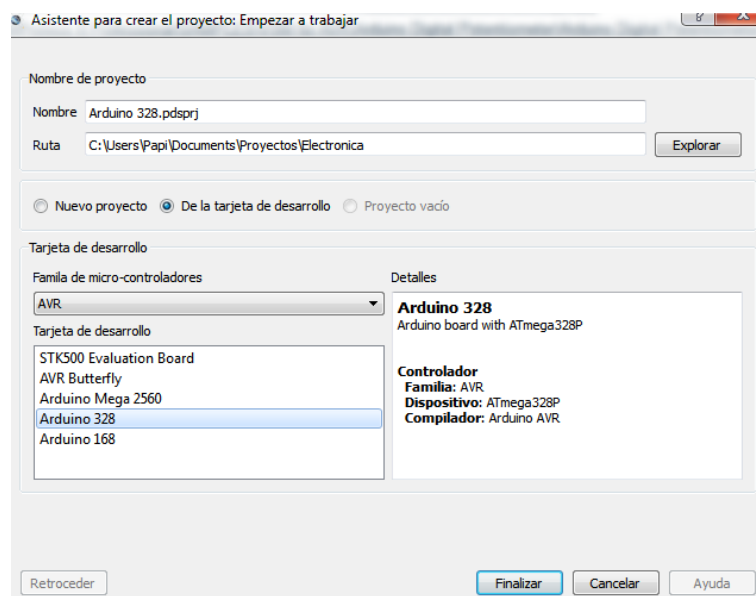 Asistente para crear el proyecto: Empezar a trabajar
Nombre de proyecto
Nombre Arduino 328.pdsprj
Ruta C:\Users\Papi\Documents\Proyectos\Electronica Explorar
Nuevo proyecto De la tarjeta de desarrollo Proyecto vacío
Tarjeta de desarrollo
Famila de micro-controladores
AVR
Tarjeta de desarrollo
STK500 Evaluation Board
AVR Butterfly
Arduino Mega 2560
Arduino 328
Arduino 168
Detalles
Arduino 328
Arduino board with ATmega328P
Controlador
Familia: AVR
Dispositivo: ATmega328P
Compilador: Arduino AVR
Retroceder Finalizar Cancelar Ayuda